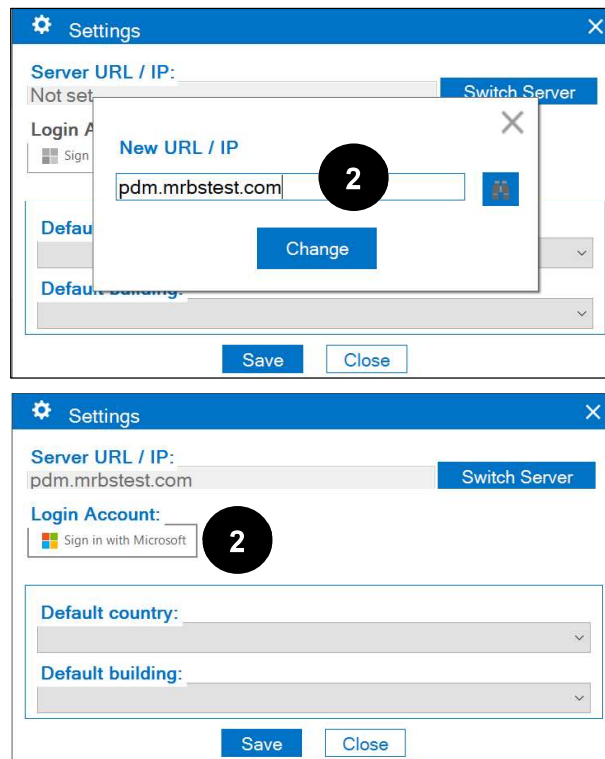 Settings
Server URL / IP:
Not set
Switch Server
Login A
Sign
New URL / IP
pdm.mrbstest.com
2
Change
Defau
Default building:
Save
Close
Settings
Server URL / IP:
pdm.mrbstest.com
Switch Server
Login Account:
Sign in with Microsoft
2
Default country:
Default building:
Save
Close